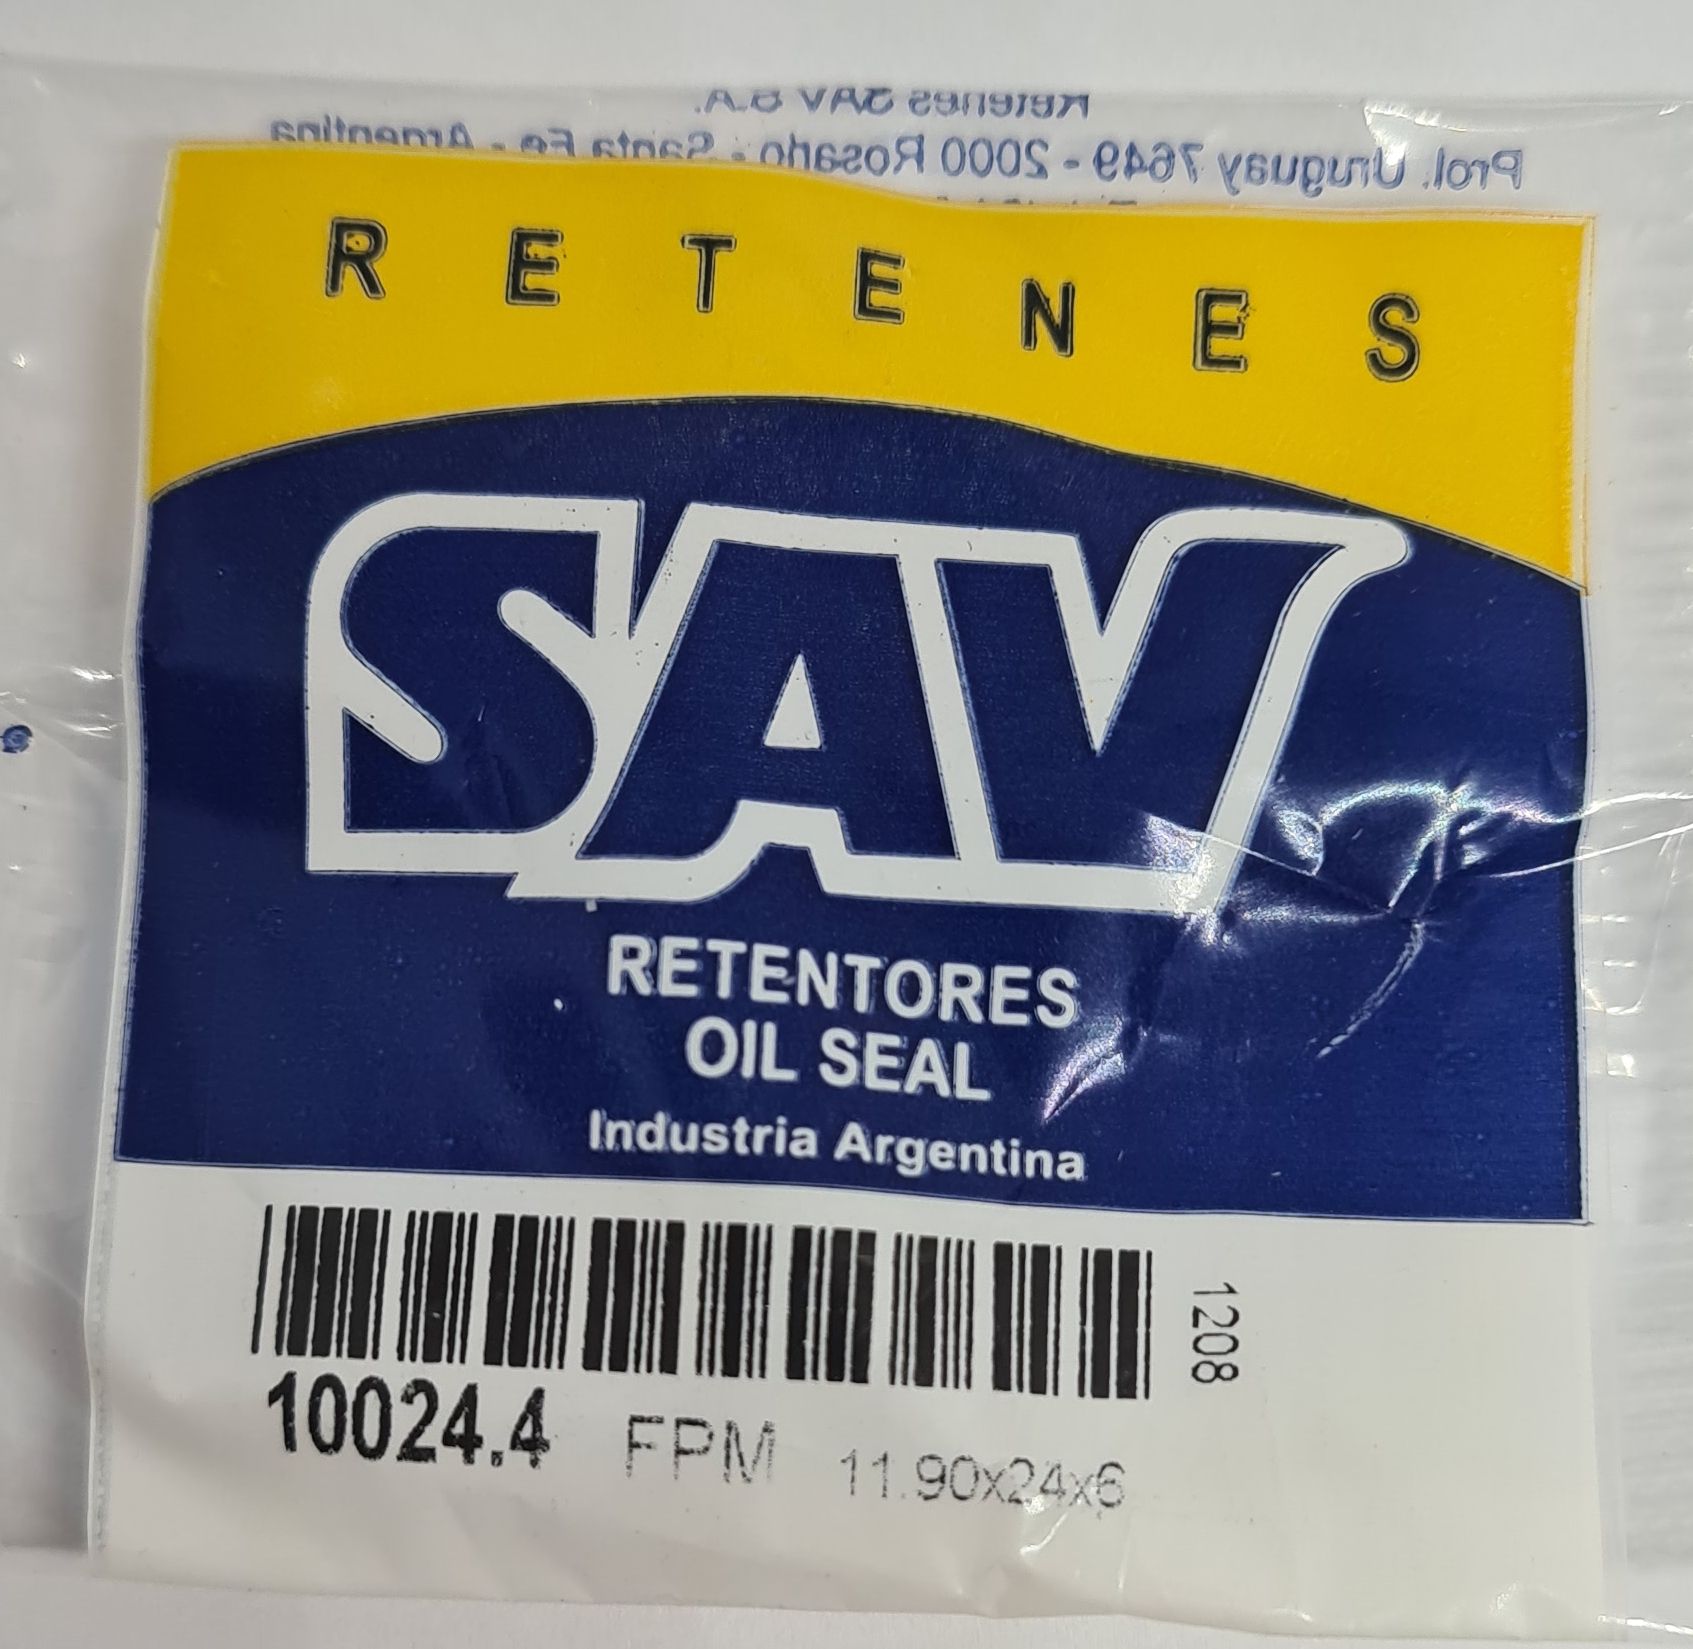 Retenes SAV S.A.
Prol. Uruguay 7649 - 2000 Rosario - Santa Fe - Argentina
RETENES
SAV
RETENTORES
OIL SEAL
Industria Argentina
1208
10024.4 FPM 11.90x24x6